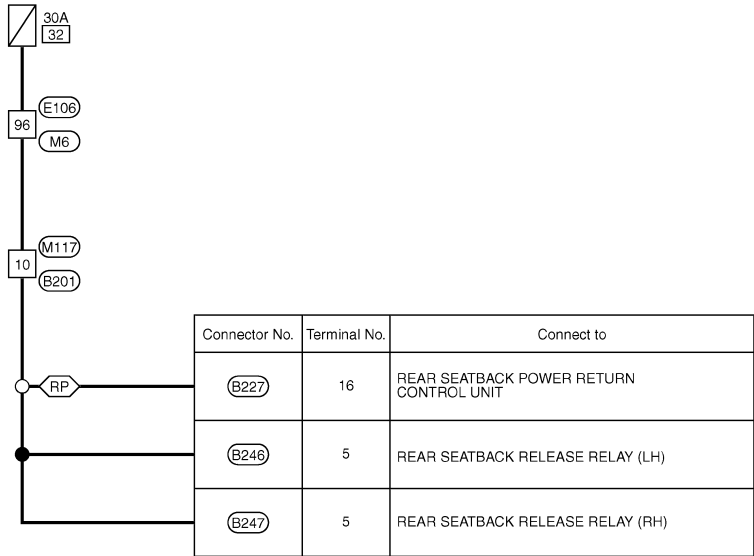 30A
32
E106
96
M6
M117
10
B201
Connector No. Terminal No. Connect to
RP B227 16 REAR SEATBACK POWER RETURN
CONTROL UNIT
B246 5 REAR SEATBACK RELEASE RELAY (LH)
B247 5 REAR SEATBACK RELEASE RELAY (RH)